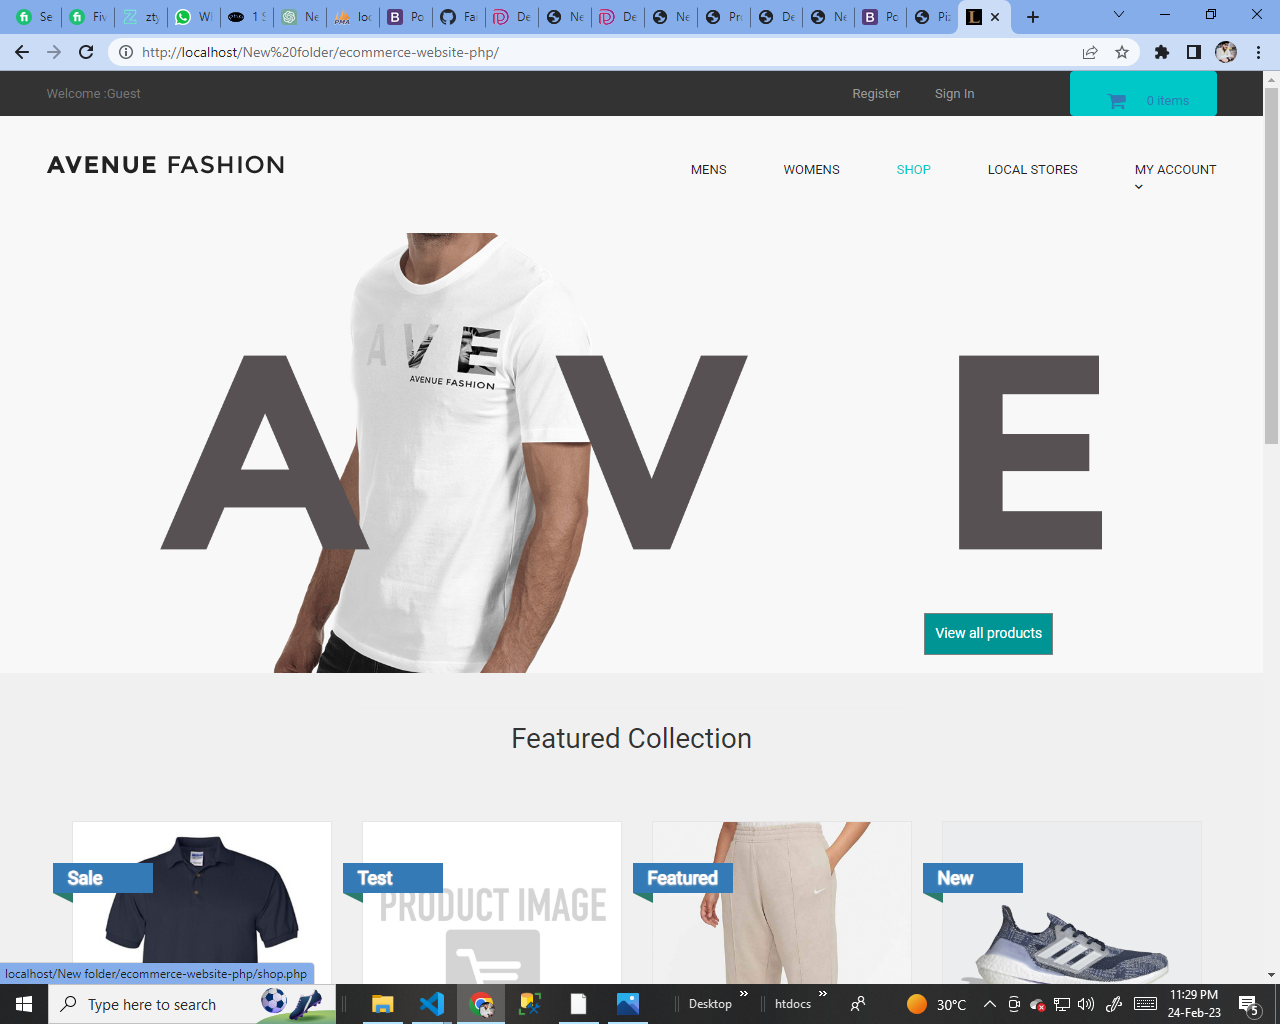 Se
Fiv
zty
Wl
1 S
Ne
loc
Po
Fai
De
Ne
De
Ne
Pro
De
Ne
Po
Piz
http://localhost/New%20folder/ecommerce-website-php/
Welcome :Guest
Register
Sign In
0 items
AVENUE FASHION
MENS
WOMENS
SHOP
LOCAL STORES
MY ACCOUNT
AVE
AVENUE FASHION
A V E
View all products
Featured Collection
Sale
Test
Featured
New
PRODUCT IMAGE
localhost/New folder/ecommerce-website-php/shop.php
Type here to search
Desktop
htdocs
30°C
11:29 PM
24-Feb-23
5